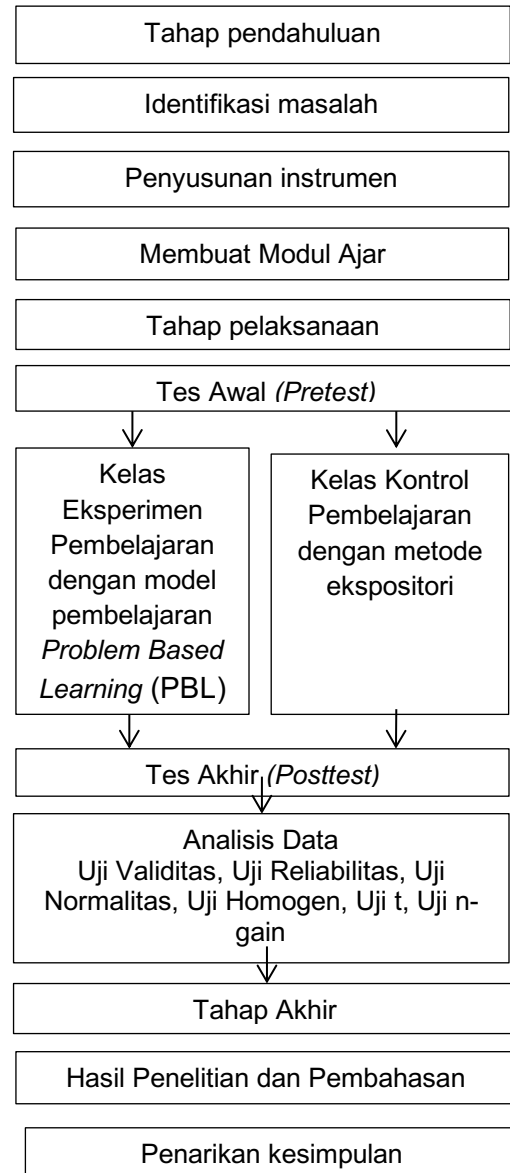 Tahap pendahuluan
Identifikasi masalah
Penyusunan instrumen
Membuat Modul Ajar
Tahap pelaksanaan
Tes Awal (Pretest)
Kelas
Eksperimen
Pembelajaran
dengan model
pembelajaran
Problem Based
Learning (PBL)
Kelas Kontrol
Pembelajaran
dengan metode
ekspositori
Tes Akhir (Posttest)
Analisis Data
Uji Validitas, Uji Reliabilitas, Uji
Normalitas, Uji Homogen, Uji t, Uji n-
gain
Tahap Akhir
Hasil Penelitian dan Pembahasan
Penarikan kesimpulan